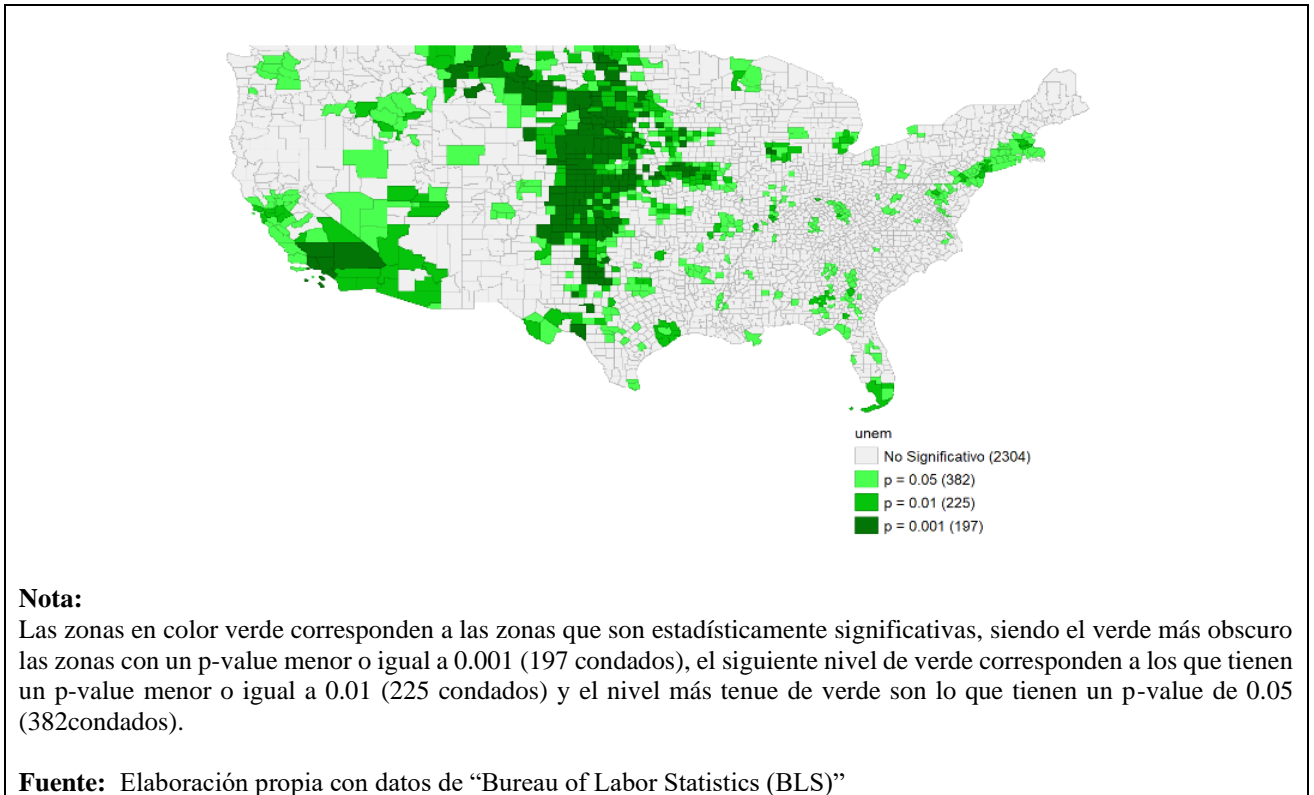 unem
No Significativo (2304)
p = 0.05 (382)
p = 0.01 (225)
p = 0.001 (197)
Nota:
Las zonas en color verde corresponden a las zonas que son estadísticamente significativas, siendo el verde más obscuro
las zonas con un p-value menor o igual a 0.001 (197 condados), el siguiente nivel de verde corresponden a los que tienen
un p-value menor o igual a 0.01 (225 condados) y el nivel más tenue de verde son lo que tienen un p-value de 0.05
(382condados).
Fuente: Elaboración propia con datos de “Bureau of Labor Statistics (BLS)”